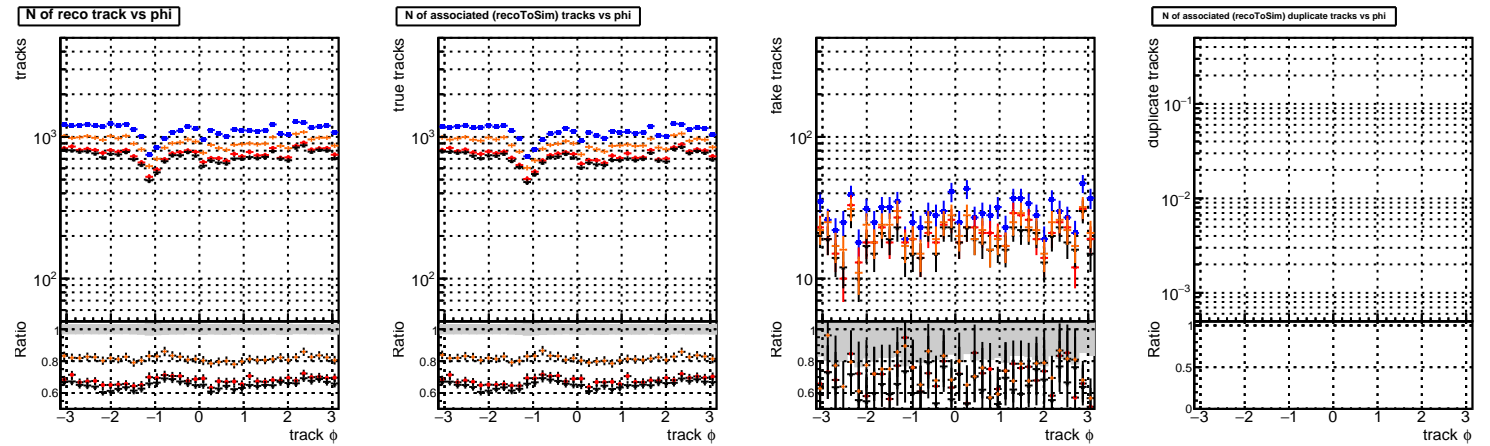 N of reco track vs phi
tracks
10³
10²
Ratio
1
0.8
0.6
−3 −2 −1 0 1 2 3
track ϕ
N of associated (recoToSim) tracks vs phi
true tracks
10³
10²
Ratio
1
0.8
0.6
−3 −2 −1 0 1 2 3
track ϕ
fake tracks
10²
10
Ratio
1
0.8
0.6
−3 −2 −1 0 1 2 3
track ϕ
N of associated (recoToSim) duplicate tracks vs phi
duplicate tracks
10⁻¹
10⁻²
10⁻³
Ratio
1
0.5
0
−3 −2 −1 0 1 2 3
track ϕ